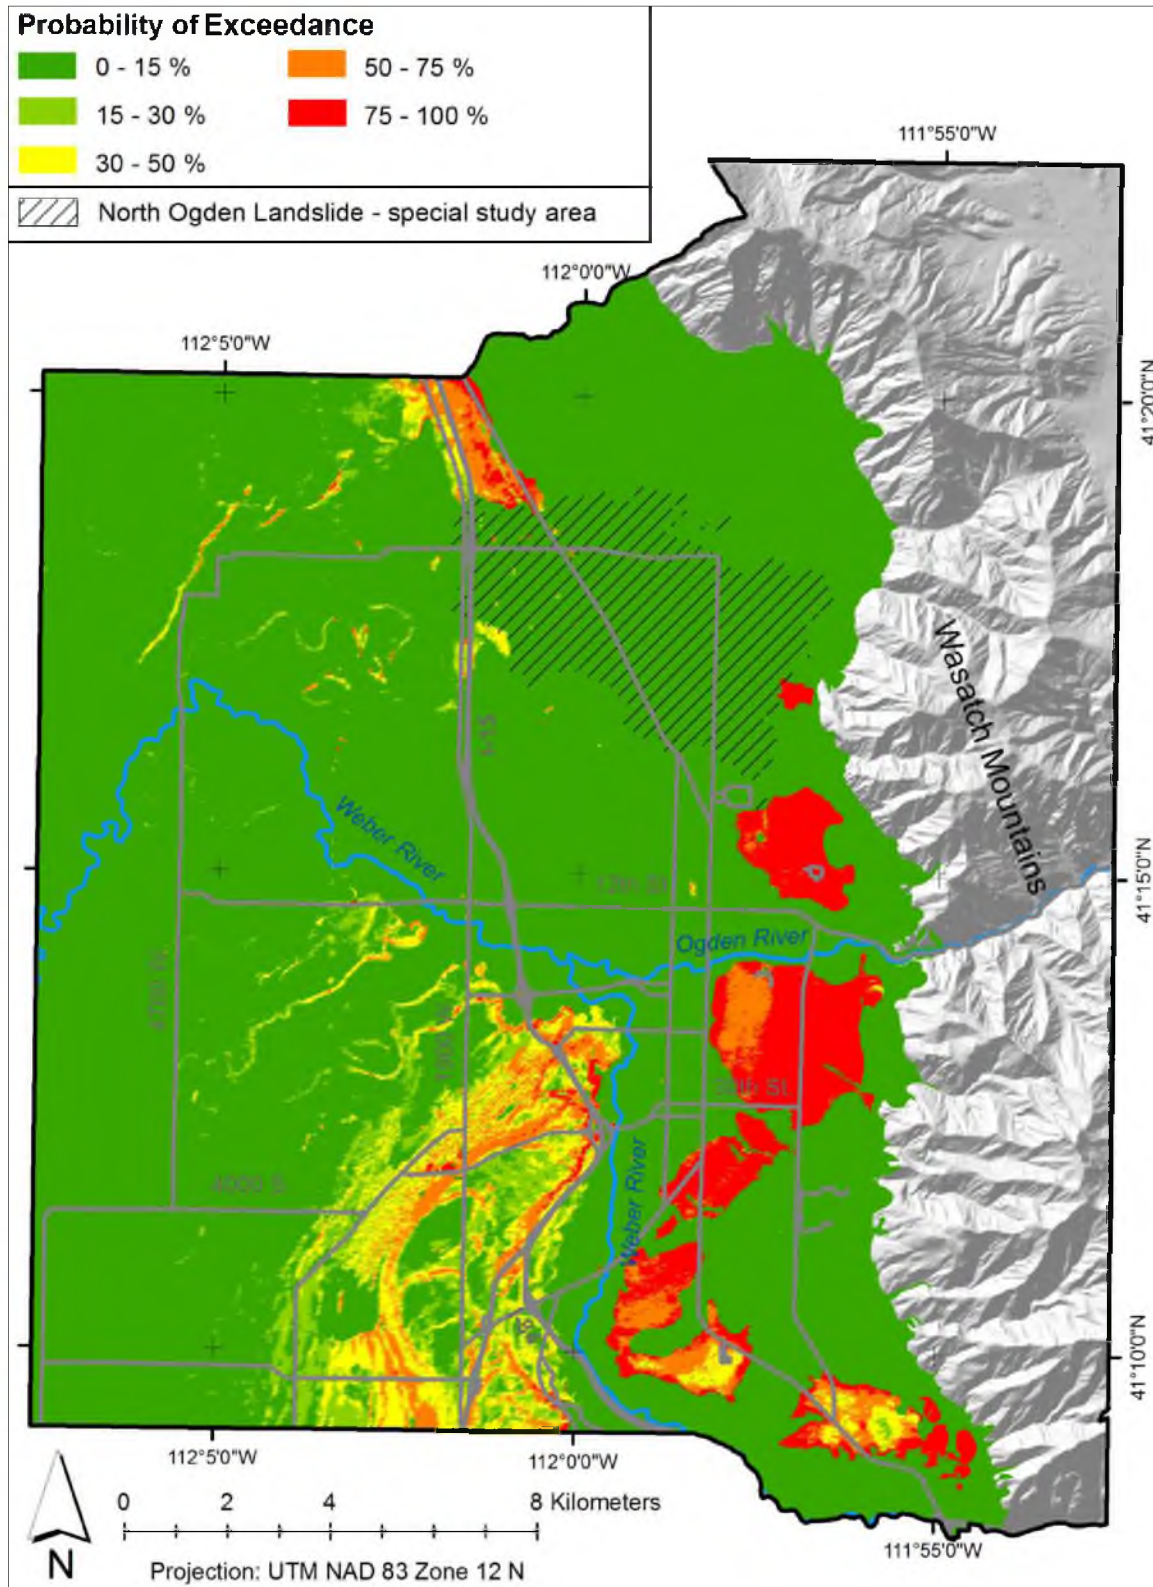 Probability of Exceedance
0 - 15 %
50 - 75 %
15 - 30 %
75 - 100 %
30 - 50 %
North Ogden Landslide - special study area
111°55'0"W
112°0'0"W
112°5'0"W
41°20'0"N
Wasatch Mountains
I-15
Weber River
41°15'0"N
12th St
Ogden River
Weber River
4000 S
41°10'0"N
112°5'0"W
112°0'0"W
111°55'0"W
0 2 4 8 Kilometers
N
Projection: UTM NAD 83 Zone 12 N